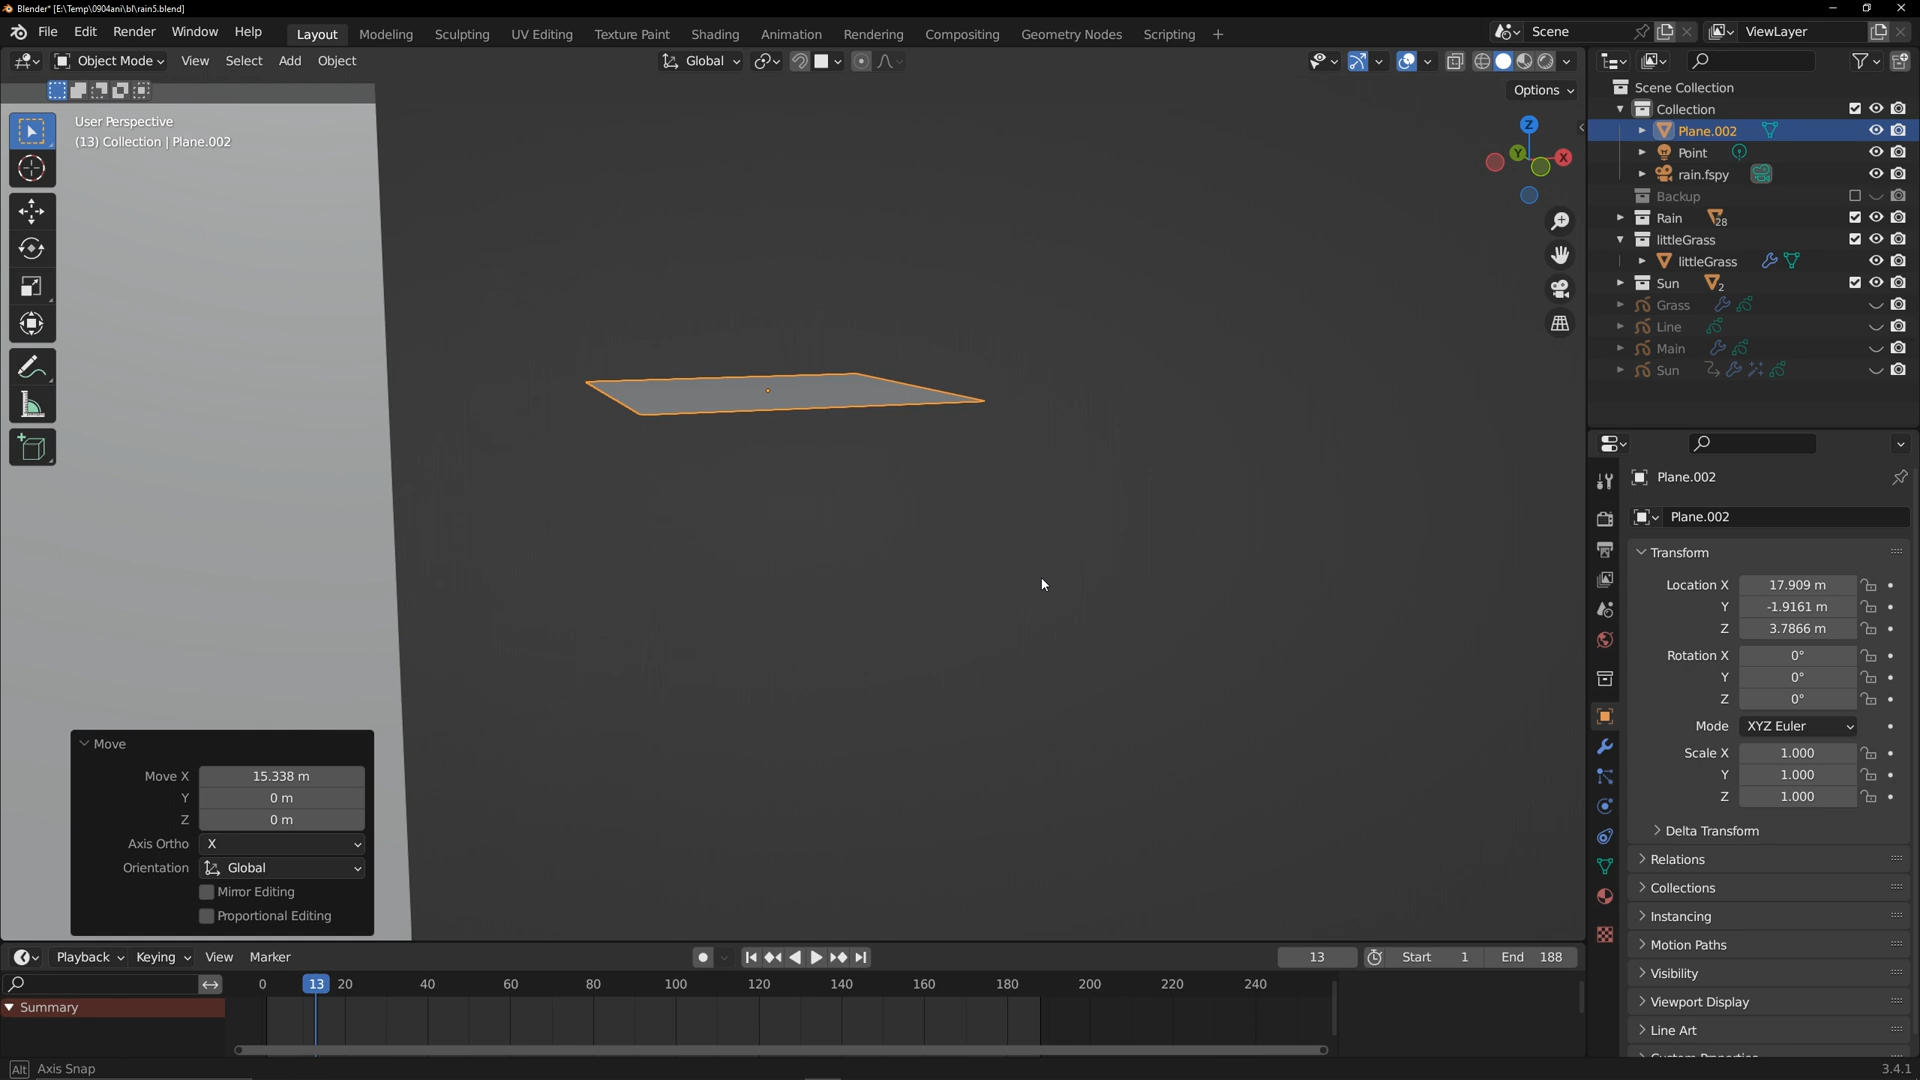 Blender* [E:\Temp\0904ani\bl\rain5.blend]
File Edit Render Window Help
Layout Modeling Sculpting UV Editing Texture Paint Shading Animation Rendering Compositing Geometry Nodes Scripting +
Scene
ViewLayer
Object Mode View Select Add Object
Global
Options
User Perspective
(13) Collection | Plane.002
Z
Y
X
Scene Collection
Collection
Plane.002
Point
rain.fspy
Backup
Rain 28
littleGrass
littleGrass
Sun 2
Grass
Line
Main
Sun
Plane.002
Plane.002
Transform
Location X 17.909 m
Y -1.9161 m
Z 3.7866 m
Rotation X 0°
Y 0°
Z 0°
Mode XYZ Euler
Scale X 1.000
Y 1.000
Z 1.000
Delta Transform
Relations
Collections
Instancing
Motion Paths
Visibility
Viewport Display
Line Art
Custom Properties
Move
Move X 15.338 m
Y 0 m
Z 0 m
Axis Ortho X
Orientation Global
Mirror Editing
Proportional Editing
Playback Keying View Marker
13 Start 1 End 188
0 13 20 40 60 80 100 120 140 160 180 200 220 240
Summary
Alt Axis Snap
3.4.1